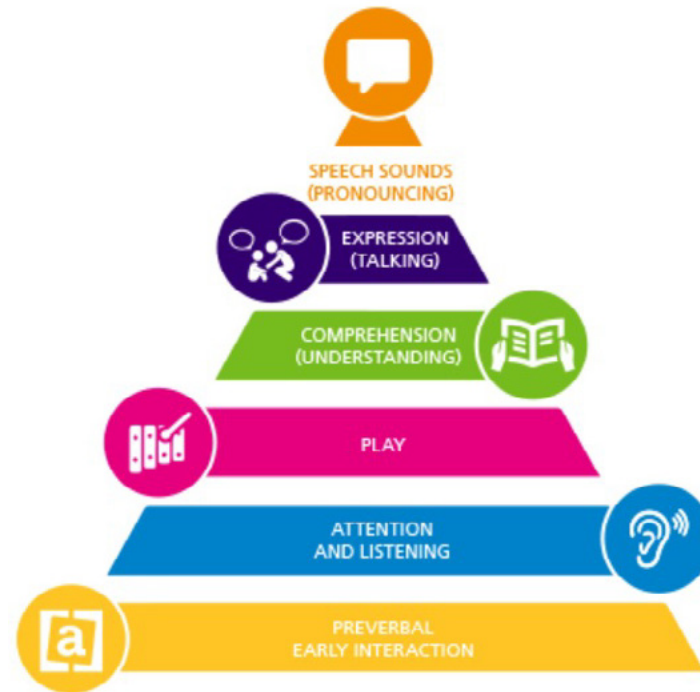 SPEECH SOUNDS
(PRONOUNCING)
EXPRESSION
(TALKING)
COMPREHENSION
(UNDERSTANDING)
PLAY
ATTENTION
AND LISTENING
a
PREVERBAL
EARLY INTERACTION